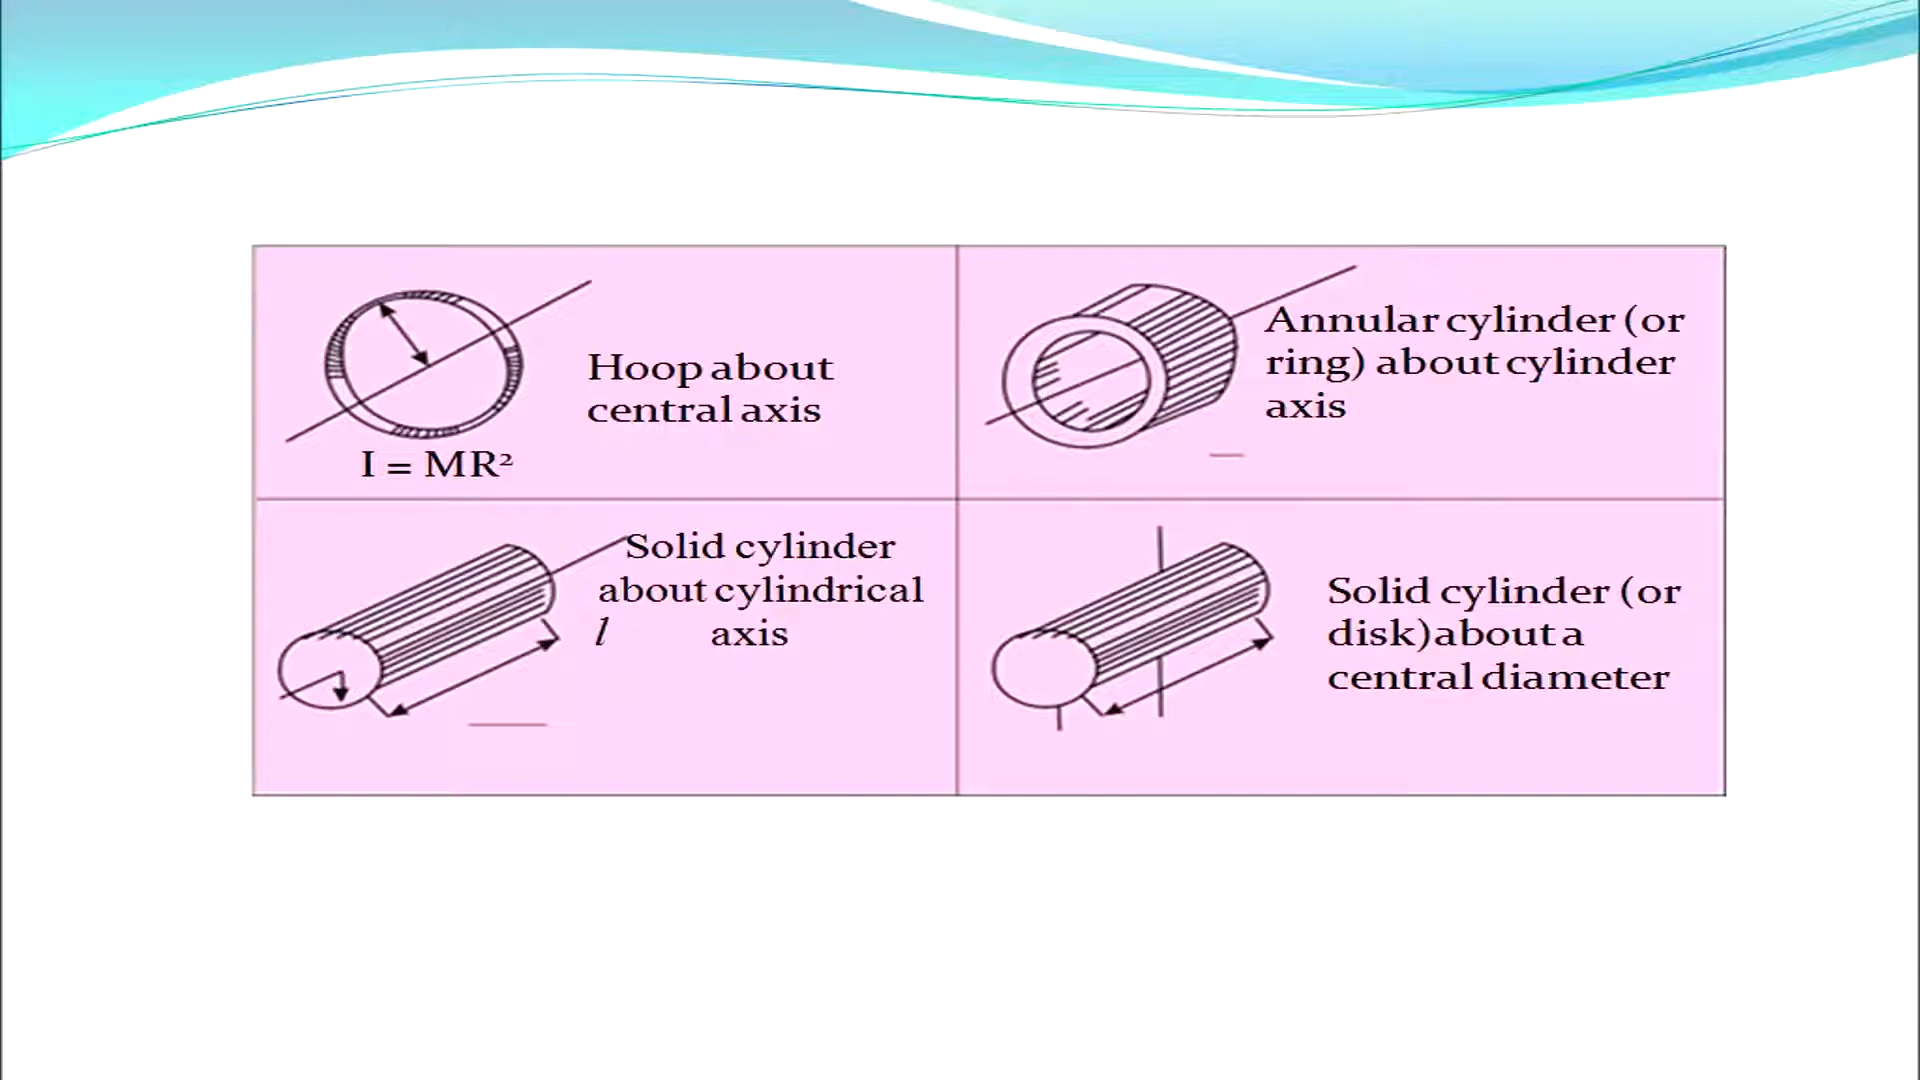 Hoop about
central axis
I = MR²
Annular cylinder (or
ring) about cylinder
axis
Solid cylinder
about cylindrical
l axis
Solid cylinder (or
disk)about a
central diameter